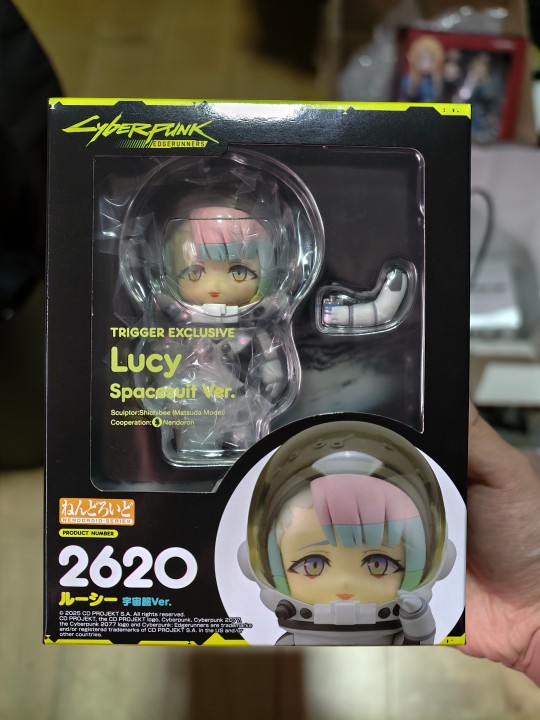 Cyberpunk
EDGERUNNERS
TRIGGER EXCLUSIVE
Lucy
Spacesuit Ver.
Sculptor:Shichibee (Matsuda Model)
Cooperation: Nendoron
ねんどろいど
NENDOROID SERIES
PRODUCT NUMBER
2620
ルーシー 宇宙服Ver.
© 2025 CD PROJEKT S.A. All rights reserved.
CD PROJEKT, the CD PROJEKT logo, Cyberpunk, Cyberpunk 2077,
the Cyberpunk 2077 logo and Cyberpunk: Edgerunners are trademarks
and/or registered trademarks of CD PROJEKT S.A. in the US and/or
other countries.